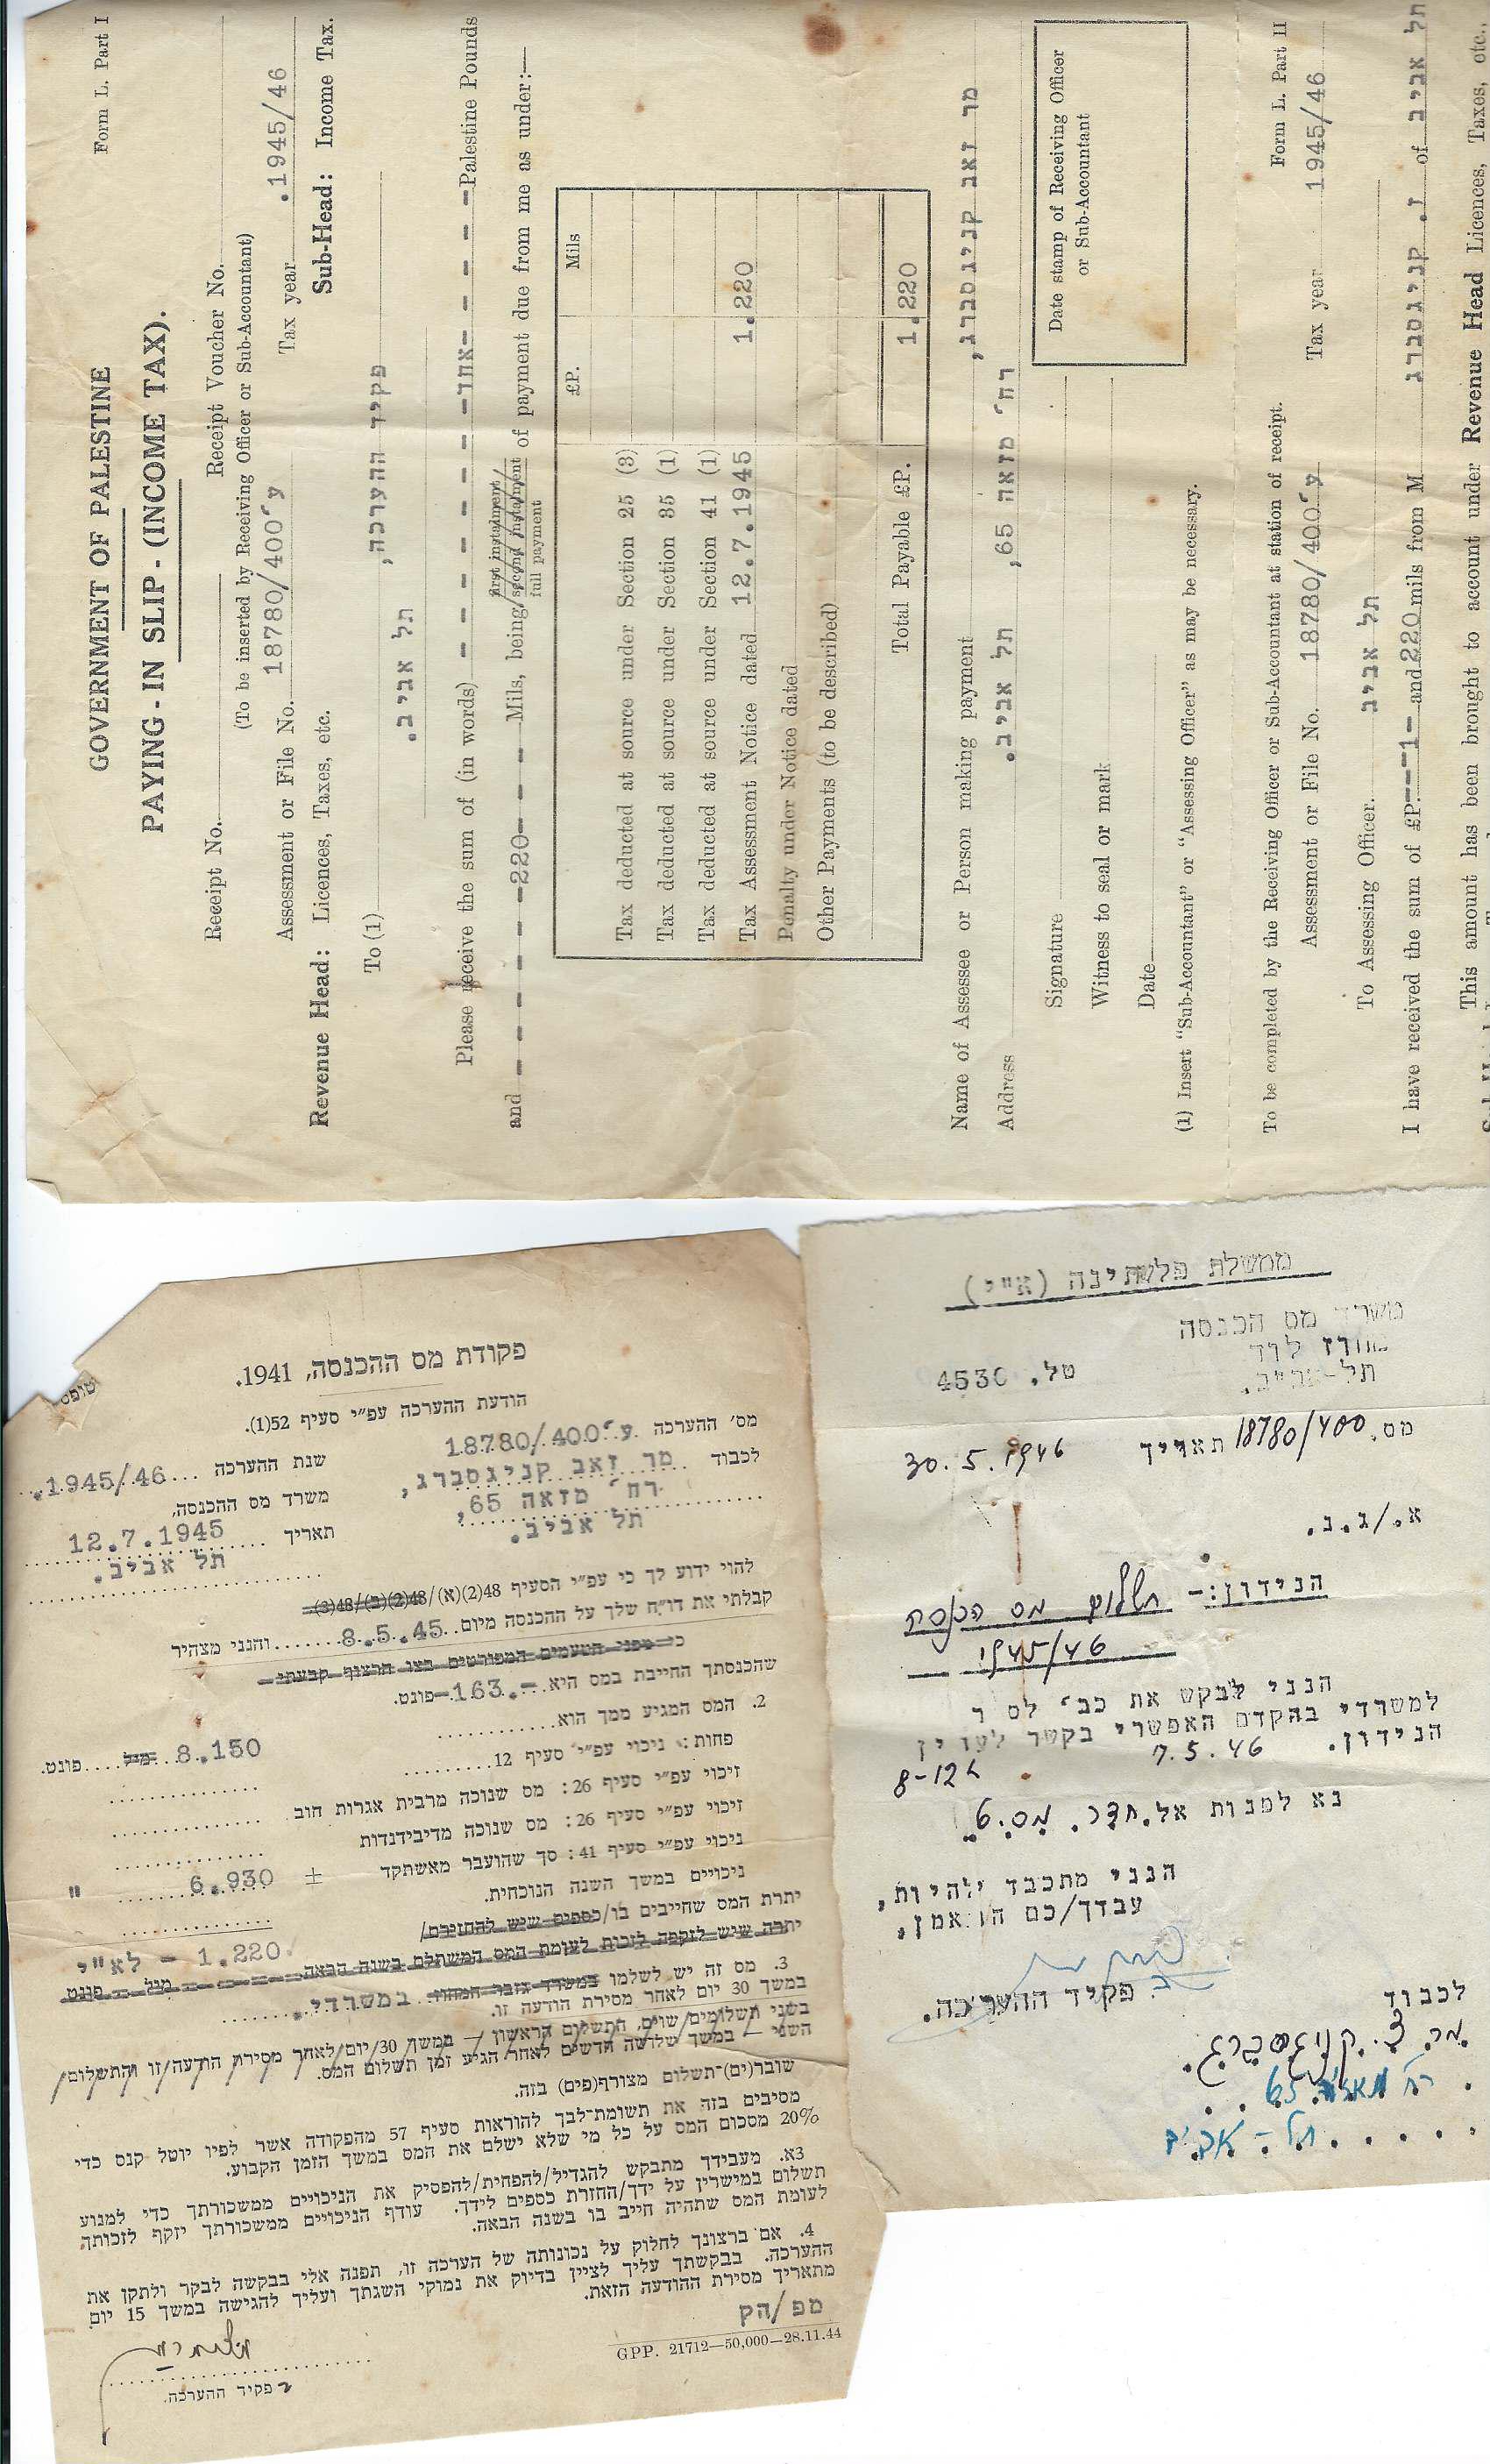 Form L. Part I
GOVERNMENT OF PALESTINE
PAYING-IN SLIP - (INCOME TAX).
Receipt No. Receipt Voucher No.
(To be inserted by Receiving Officer or Sub-Accountant)
Assessment or File No. 18780/400 ע׳ Tax year .1945/46
Revenue Head: Licences, Taxes, etc. Sub-Head: Income Tax.
To (1) פקיד ההערכה,
תל אביב.
Please receive the sum of (in words) - - - - - - - -אחד- - - - - Palestine Pounds
and - - - - - -220- - - -Mils, being first instalment/ second instalment/ full payment of payment due from me as under:—
£P. Mils
Tax deducted at source under Section 25 (3)
Tax deducted at source under Section 35 (1)
Tax deducted at source under Section 41 (1)
Tax Assessment Notice dated 12.7.1945 1.220
Penalty under Notice dated
Other Payments (to be described)
Total Payable £P. 1.220
Name of Assessee or Person making payment מר זאב קניגסברג,
Address רח׳ מזאה 65, תל אביב.
Signature
Witness to seal or mark
Date
Date stamp of Receiving Officer
or Sub-Accountant
(1) Insert "Sub-Accountant" or "Assessing Officer" as may be necessary.
Form L. Part II
To be completed by the Receiving Officer or Sub-Accountant at station of receipt.
Assessment or File No. 18780/400 ע׳ Tax year 1945/46
To Assessing Officer. תל אביב
I have received the sum of £P---1-- and 220 mils from M ז. קניגסברג of תל אביב
This amount has been brought to account under Revenue Head Licences, Taxes, etc.,
טופס
פקודת מס ההכנסה, 1941.
הודעת ההערכה עפ״י סעיף 52(1).
מס׳ ההערכה ע׳ 18780/400 שנת ההערכה 1945/46.
לכבוד מר זאב קניגסברג, משרד מס ההכנסה,
רח׳ מזאה 65, תאריך 12.7.1945
תל אביב. תל אביב.
להוי ידוע לך כי עפ״י הסעיף 48(2)(א)/48(2)(ב)/48(3)
קבלתי את דו״ח שלך על ההכנסה מיום 8.5.45 והנני מצהיר
כי מפני הטעמים המפורטים בצו הרצוף קבעתי
שהכנסתך החייבת במס היא 163.- פונט.
2. המס המגיע ממך הוא 8.150 מיל פונט.
פחות: ניכוי עפ״י סעיף 12
זיכוי עפ״י סעיף 26: מס שנוכה מרבית אגרות חוב
זיכוי עפ״י סעיף 26: מס שנוכה מדיבידנדות
ניכוי עפ״י סעיף 41: סך שהועבר מאשתקד ± 6.930 "
ניכויים במשך השנה הנוכחית.
יתרת המס שחייבים בו/כספים שיש להחזירם/
יתרה שיש לזקפה לזכות לעומת המס המשתלם בשנה הבאה 1.220 - לא״י מיל פונט
3. מס זה יש לשלמו במשרד גובר המחוז במשרדי.
במשך 30 יום לאחר מסירת הודעה זו.
בשני תשלומים שוים, התשלום הראשון — במשך 30 יום לאחר מסירת הודעה זו והתשלום
השני — במשך שלושה חדשים לאחר הגיע זמן תשלום המס.
שובר(ים)־תשלום מצורף(פים) בזה.
מסיבים בזה את תשומת־לבך להוראות סעיף 57 מהפקודה אשר לפיו יוטל קנס כדי
20% מסכום המס על כל מי שלא ישלם את המס במשך הזמן הקבוע.
3א. מעבידך מתבקש להגדיל/להפחית/להפסיק את הניכויים ממשכורתך כדי למנוע
תשלום במישרין על ידך/החזרת כספים לידך. עודף הניכויים ממשכורתך יזקף לזכותך
לעומת המס שתהיה חייב בו בשנה הבאה.
4. אם ברצונך לחלוק על נכונותה של הערכה זו, תפנה אלי בבקשה לבקר ולתקן את
ההערכה. בבקשתך עליך לציין בדיוק את נמוקי השגתך ועליך להגישה במשך 15 יום
מתאריך מסירת ההודעה הזאת.
מפ/הק
GPP. 21712—50,000—28.11.44
פקיד ההערכה.
ממשלת פלשתינה (א״י)
משרד מס הכנסה
תל-אביב.
טל. 4530
מס. 18780/400 תאריך 30.5.1946
א./ג.נ.
הנידון:- תשלום מס הכנסה
1945/46
הנני לבקש את כב׳ לסור
למשרדי בהקדם האפשרי בקשר לענין
הנידון. 7.5.46
8-12
נא לפנות אל חדר מס. 6
הנני מתכבד להיות,
עבדך/כם הנאמן,
פקיד ההערכה.
לכבוד
מר קניגסברג
רח׳ מזאה 65
תל-אביב